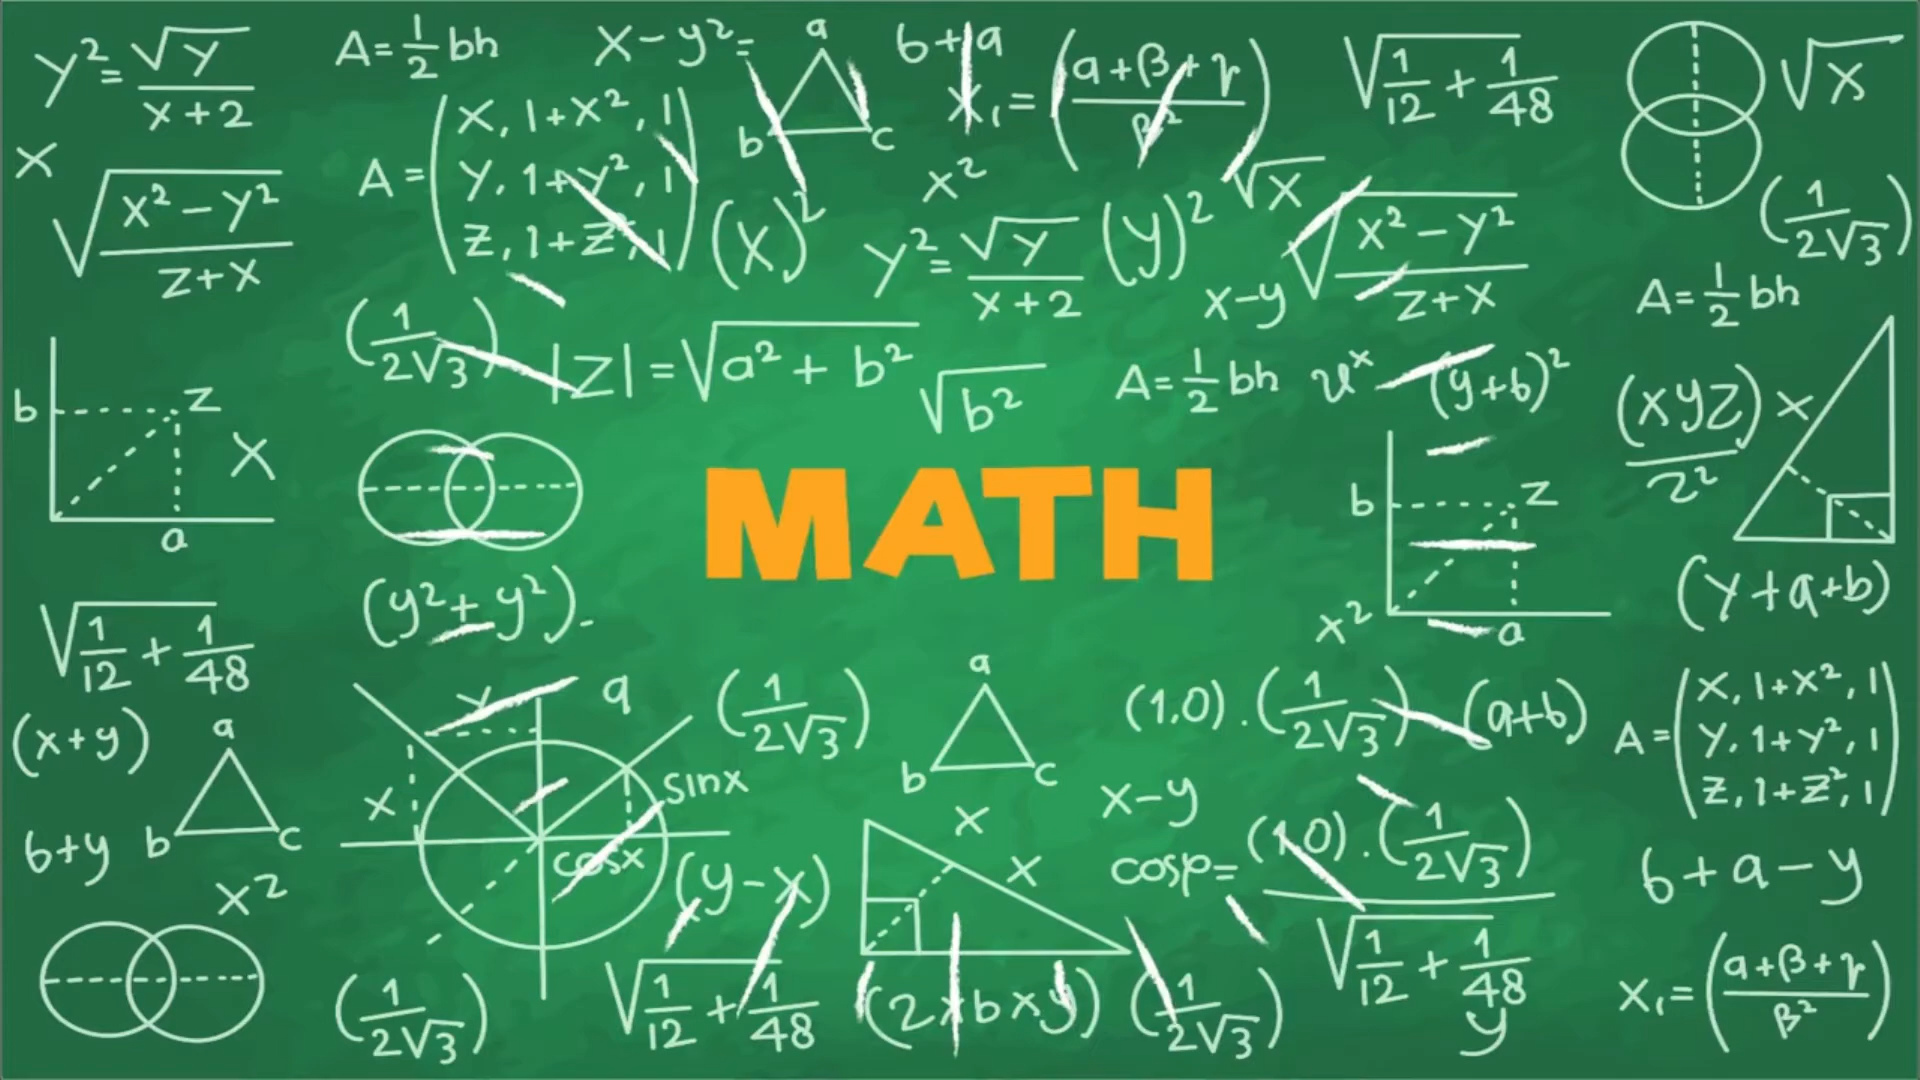 y² = √y / x+2
A = 1/2 bh
x - y² =
a
b
c
6+a
x₁ = (a+β+γ / β²)
√(1/12 + 1/48)
√x
x
√(x² - y² / z+x)
A = (x, 1+x², 1
y, 1+y², 1
z, 1+z², 1)
(x)²
x²
y² = √y / x+2
(y)²
√x
√(x² - y² / z+x)
x-y
(1 / 2√3)
A = 1/2 bh
(1 / 2√3)
|z| = √a² + b²
√b²
A = 1/2 bh
(y+b)²
(xyz) / z²
x
b
z
x
a
MATH
b
z
a
x²
(y² + y²).-
(y+a+b)
√(1/12 + 1/48)
(x+y)
a
b
c
6+y
x²
y
q
x
sinx
cosx
(1 / 2√3)
a
b
c
(1,0) . (1 / 2√3)
(a+b)
A = (x, 1+x², 1
y, 1+y², 1
z, 1+z², 1)
x
x
x-y
cosρ = (1,0) . (1 / 2√3) / √(1/12 + 1/48)
6+a-y
(y-x)
(1 / 2√3)
√(1/12 + 1/48)
(2xbxy)
(1 / 2√3)
y
x₁ = (a+β+γ / β²)